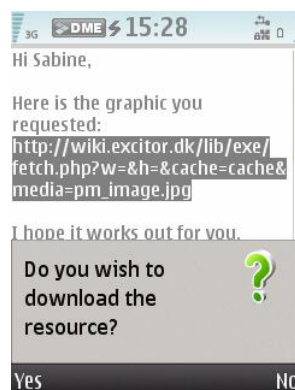 3G DME 15:28
Hi Sabine,
Here is the graphic you
requested:
http://wiki.excitor.dk/lib/exe/
fetch.php?w=&h=&cache=cache&
media=pm_image.jpg
I hope it works out for you.
Do you wish to
download the
resource?
Yes No